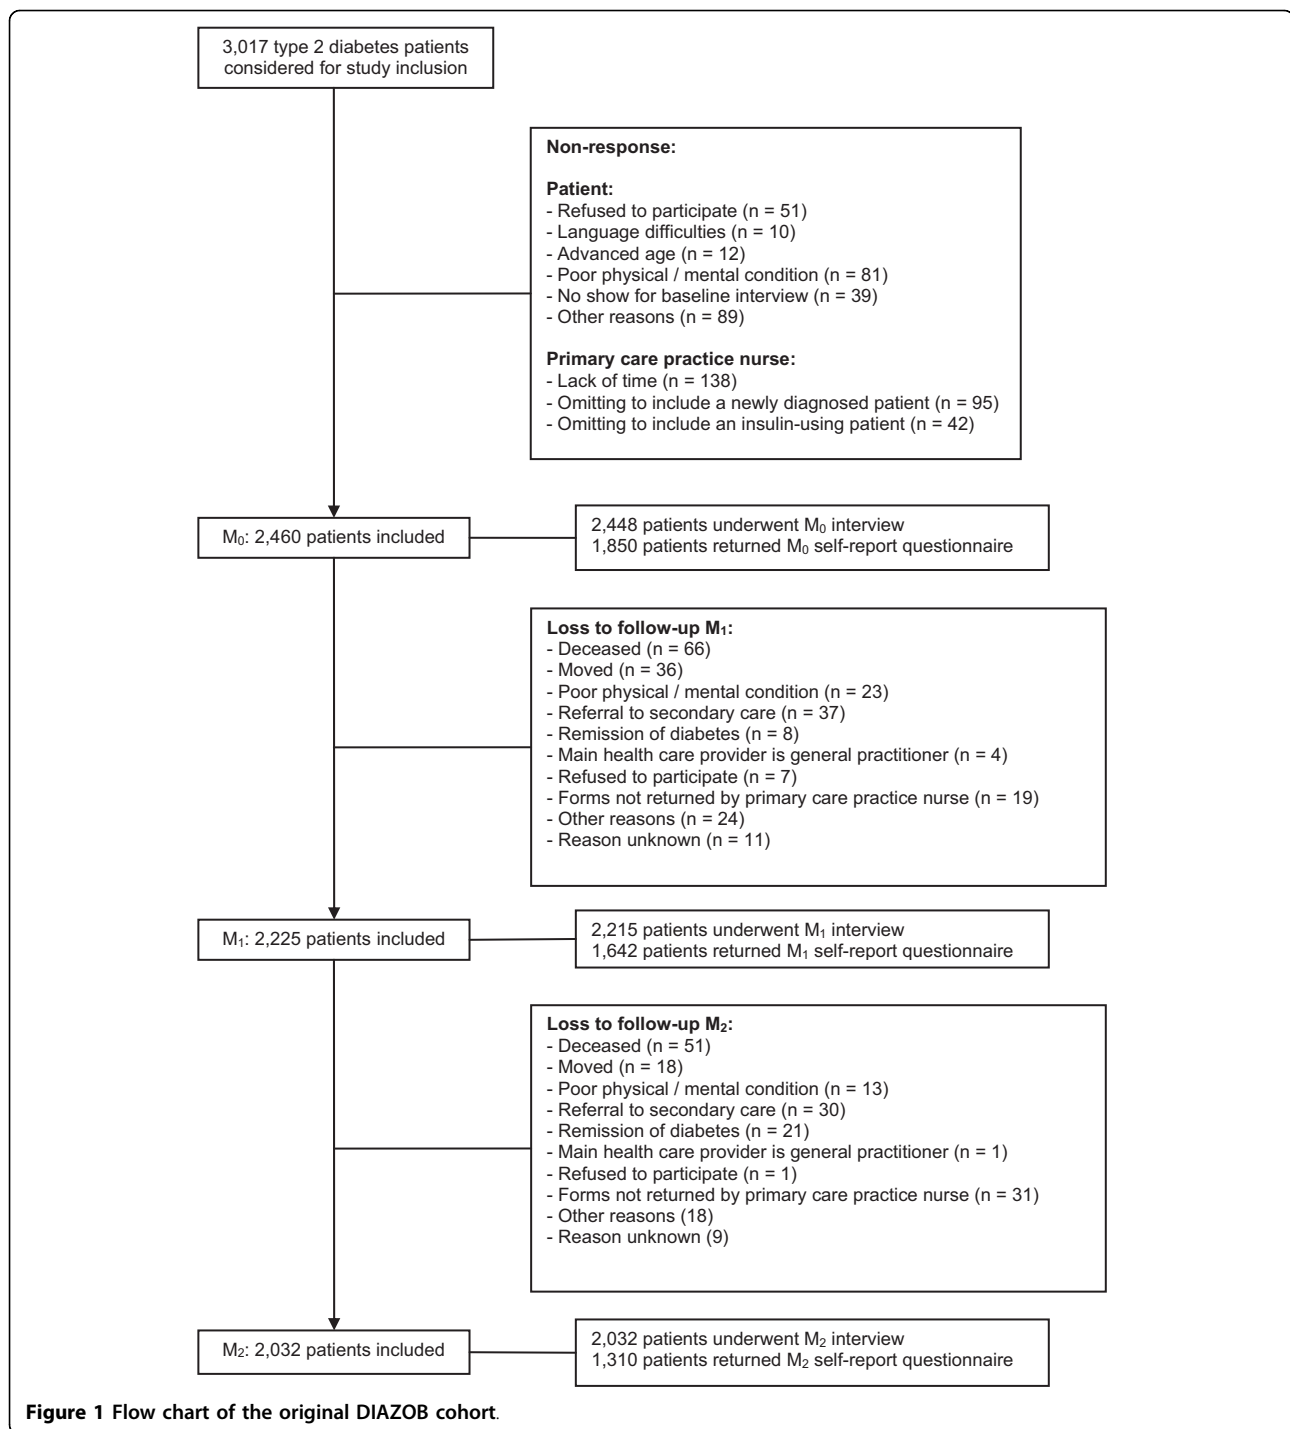 3,017 type 2 diabetes patients
considered for study inclusion
Non-response:
Patient:
- Refused to participate (n = 51)
- Language difficulties (n = 10)
- Advanced age (n = 12)
- Poor physical / mental condition (n = 81)
- No show for baseline interview (n = 39)
- Other reasons (n = 89)
Primary care practice nurse:
- Lack of time (n = 138)
- Omitting to include a newly diagnosed patient (n = 95)
- Omitting to include an insulin-using patient (n = 42)
M₀: 2,460 patients included
2,448 patients underwent M₀ interview
1,850 patients returned M₀ self-report questionnaire
Loss to follow-up M₁:
- Deceased (n = 66)
- Moved (n = 36)
- Poor physical / mental condition (n = 23)
- Referral to secondary care (n = 37)
- Remission of diabetes (n = 8)
- Main health care provider is general practitioner (n = 4)
- Refused to participate (n = 7)
- Forms not returned by primary care practice nurse (n = 19)
- Other reasons (n = 24)
- Reason unknown (n = 11)
M₁: 2,225 patients included
2,215 patients underwent M₁ interview
1,642 patients returned M₁ self-report questionnaire
Loss to follow-up M₂:
- Deceased (n = 51)
- Moved (n = 18)
- Poor physical / mental condition (n = 13)
- Referral to secondary care (n = 30)
- Remission of diabetes (n = 21)
- Main health care provider is general practitioner (n = 1)
- Refused to participate (n = 1)
- Forms not returned by primary care practice nurse (n = 31)
- Other reasons (18)
- Reason unknown (9)
M₂: 2,032 patients included
2,032 patients underwent M₂ interview
1,310 patients returned M₂ self-report questionnaire
Figure 1 Flow chart of the original DIAZOB cohort.